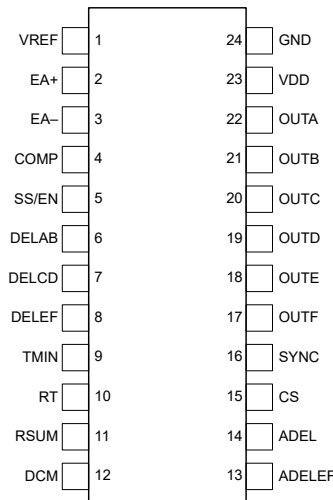 VREF 1 24 GND
EA+ 2 23 VDD
EA– 3 22 OUTA
COMP 4 21 OUTB
SS/EN 5 20 OUTC
DELAB 6 19 OUTD
DELCD 7 18 OUTE
DELEF 8 17 OUTF
TMIN 9 16 SYNC
RT 10 15 CS
RSUM 11 14 ADEL
DCM 12 13 ADELEF